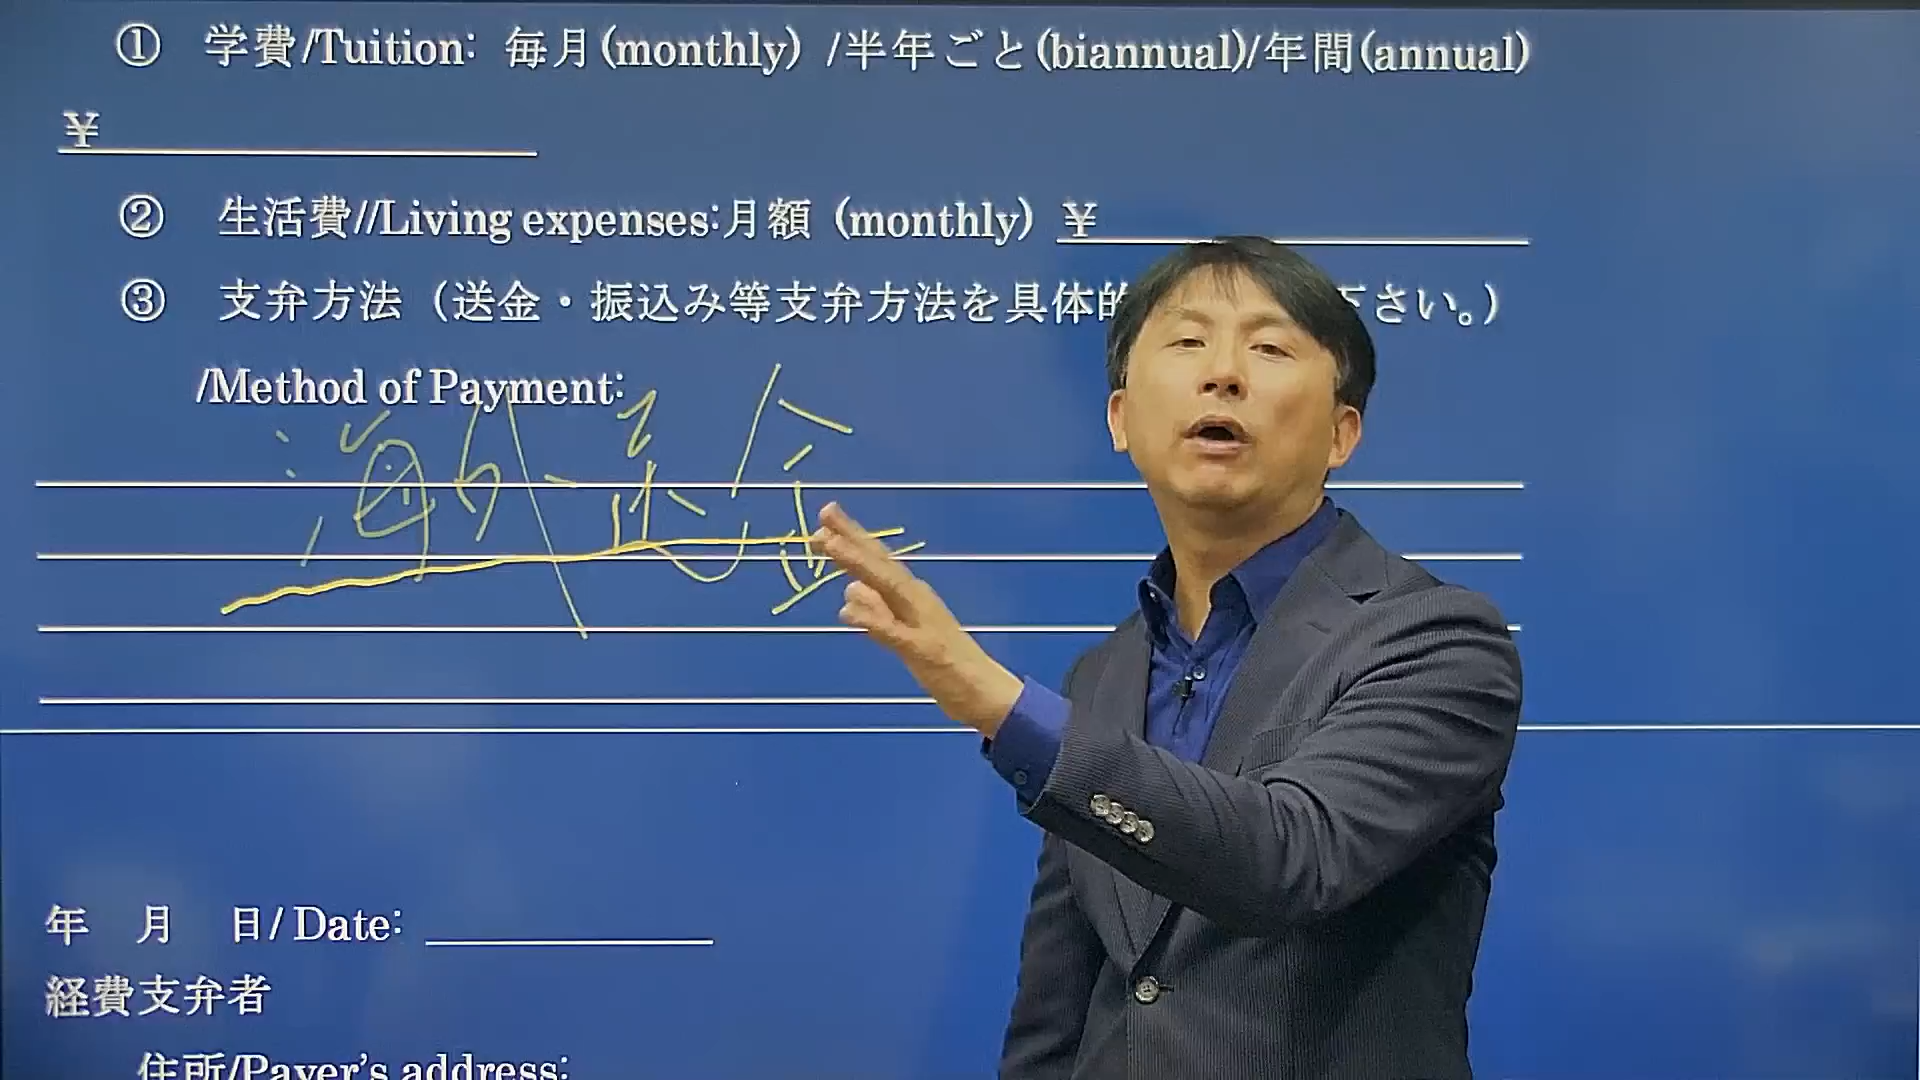 ① 学費/Tuition: 毎月(monthly) /半年ごと(biannual)/年間(annual)
¥
② 生活費//Living expenses:月額 (monthly) ¥
③ 支弁方法(送金・振込み等支弁方法を具体的 下さい。)
/Method of Payment:
海外送金
年 月 日/ Date:
経費支弁者
住所/Payer's address: